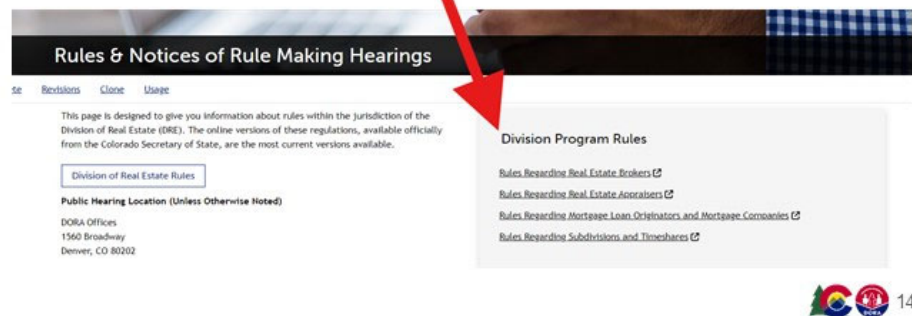 Rules & Notices of Rule Making Hearings
Revisions Clone Usage
This page is designed to give you information about rules within the jurisdiction of the
Division of Real Estate (DRE). The online versions of these regulations, available officially
from the Colorado Secretary of State, are the most current versions available.
Division of Real Estate Rules
Public Hearing Location (Unless Otherwise Noted)
DORA Offices
1560 Broadway
Denver, CO 80202
Division Program Rules
Rules Regarding Real Estate Brokers
Rules Regarding Real Estate Appraisers
Rules Regarding Mortgage Loan Originators and Mortgage Companies
Rules Regarding Subdivisions and Timeshares
DORA
14